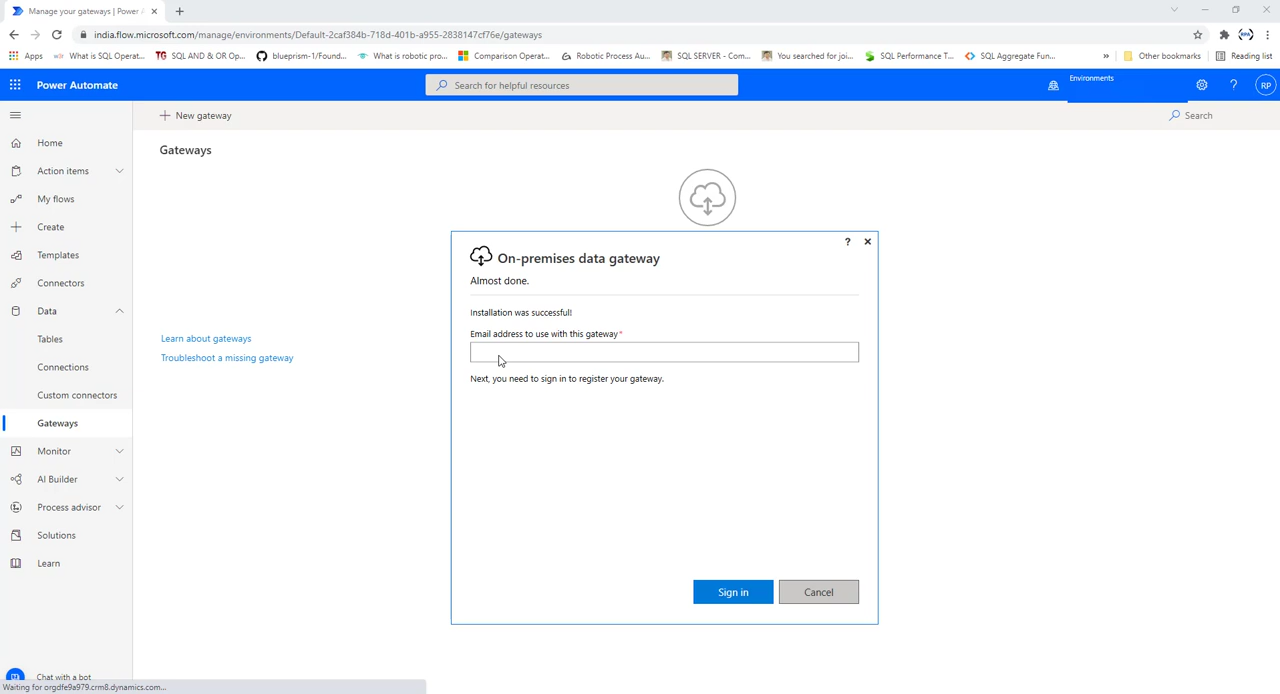 Manage your gateways | Power A
india.flow.microsoft.com/manage/environments/Default-2caf384b-718d-401b-a955-2838147cf76e/gateways
Apps
What is SQL Operat...
SQL AND & OR Op...
blueprism-1/Found...
What is robotic pro...
Comparison Operat...
Robotic Process Au...
SQL SERVER - Com...
You searched for joi...
SQL Performance T...
SQL Aggregate Fun...
»
Other bookmarks
Reading list
Power Automate
Search for helpful resources
Environments
?
RP
New gateway
Search
Home
Action items
My flows
Create
Templates
Connectors
Data
Tables
Connections
Custom connectors
Gateways
Monitor
AI Builder
Process advisor
Solutions
Learn
Chat with a bot
Waiting for orgdfe9a979.crm8.dynamics.com...
Gateways
Learn about gateways
Troubleshoot a missing gateway
?
On-premises data gateway
Almost done.
Installation was successful!
Email address to use with this gateway*
Next, you need to sign in to register your gateway.
Sign in
Cancel